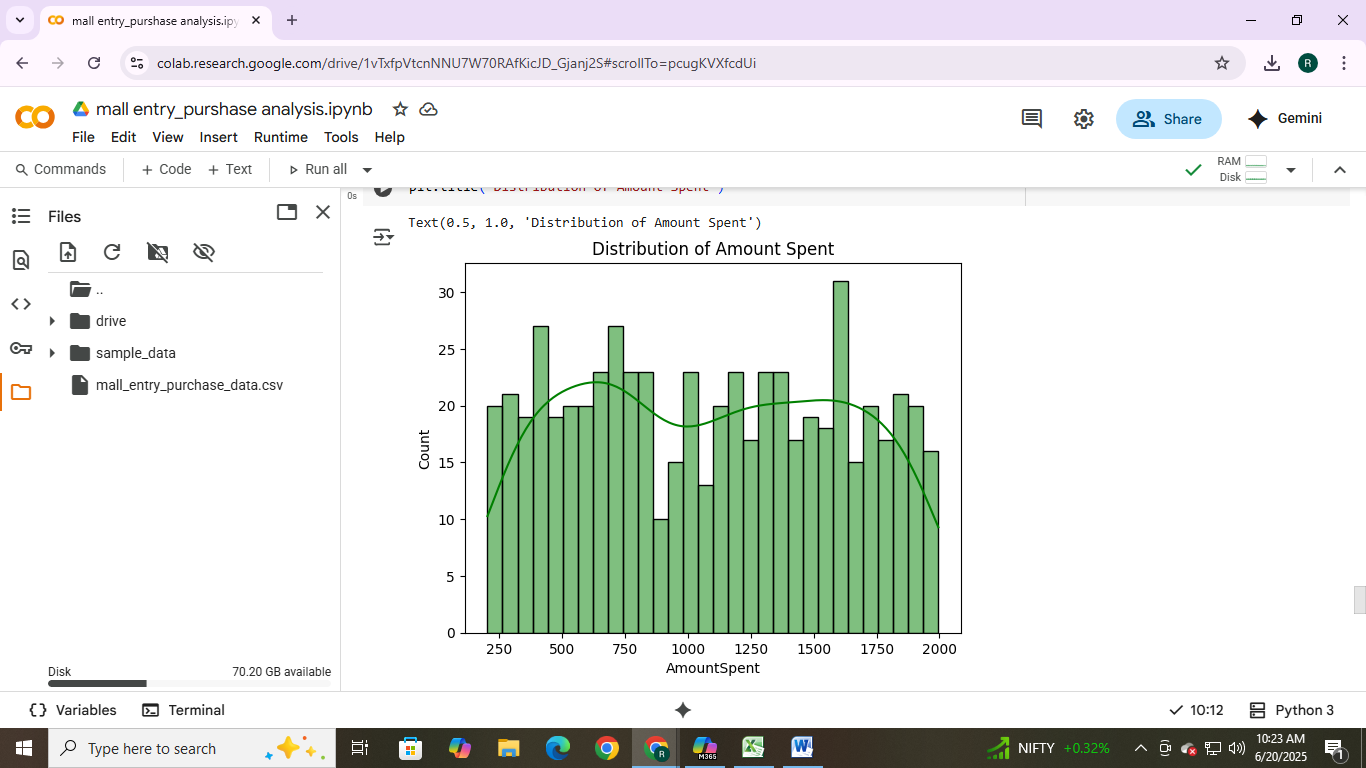 mall entry_purshase analysis.ipy
colab.research.google.com/drive/1vTxfpVtcnNNU7W70RAfKicJD_Gjanj2S#scrollTo=pcugKVXfcdUi
R
mall entry_purshase analysis.ipynb
File Edit View Insert Runtime Tools Help
Share
Gemini
Commands + Code + Text Run all
RAM
Disk
Files
..
drive
sample_data
mall_entry_purchase_data.csv
Disk 70.20 GB available
0s
plt.title('Distribution of Amount Spent')
Text(0.5, 1.0, 'Distribution of Amount Spent')
Distribution of Amount Spent
30
25
20
15
10
5
0
Count
250 500 750 1000 1250 1500 1750 2000
AmountSpent
Variables Terminal 10:12 Python 3
Type here to search
R
M365
NIFTY +0.32%
10:23 AM
6/20/2025
1